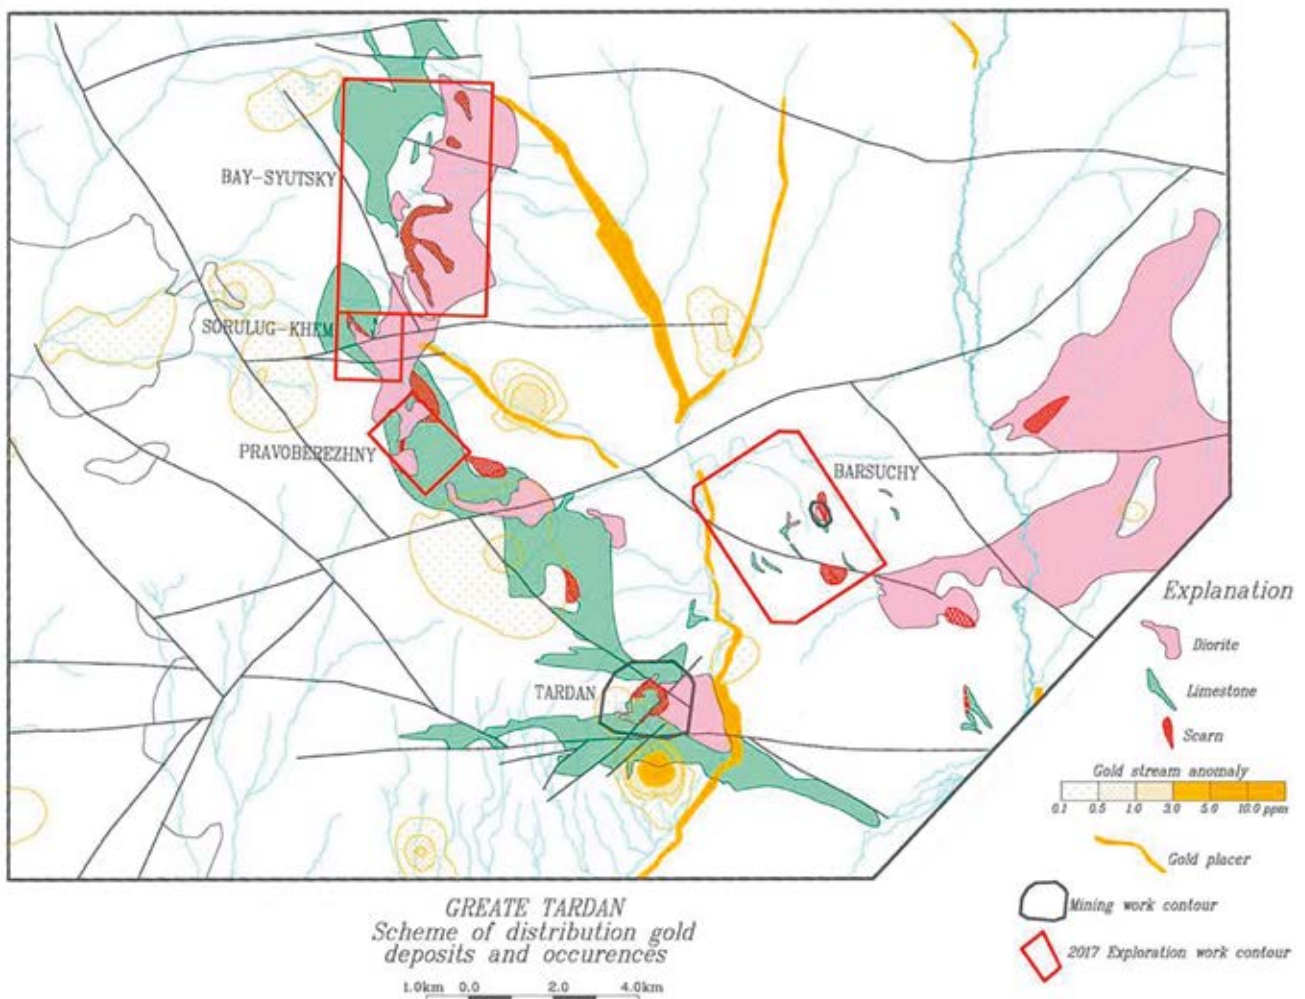 BAY-SYUTSKY
SORULUG-KHEM
PRAVOBEREZHNY
BARSUCHY
TARDAN
Explanation
Diorite
Limestone
Scarn
Gold stream anomaly
0.1 0.5 1.0 3.0 5.0 10.0 ppm
Gold placer
Mining work contour
2017 Exploration work contour
GREATE TARDAN
Scheme of distribution gold
deposits and occurences
1.0km 0.0 2.0 4.0km